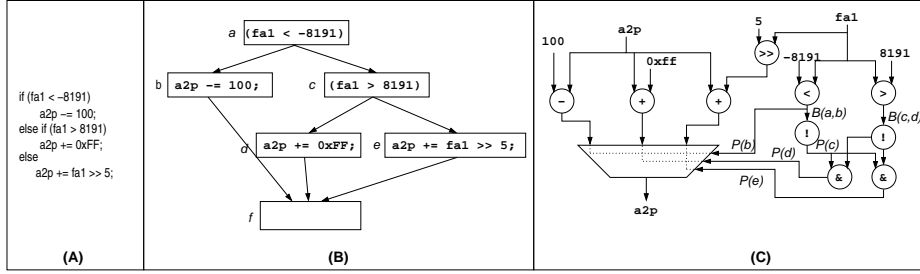 if (fa1 < −8191)
a2p −= 100;
else if (fa1 > 8191)
a2p += 0xFF;
else
a2p += fa1 >> 5;
(A)
a (fa1 < -8191)
b a2p -= 100;
c (fa1 > 8191)
d a2p += 0xFF;
e a2p += fa1 >> 5;
f
(B)
5 fa1
100 a2p
>> -8191 8191
0xff
- + + < >
B(a,b) B(c,d)
! !
P(b) P(c)
P(d)
& &
P(e)
a2p
(C)